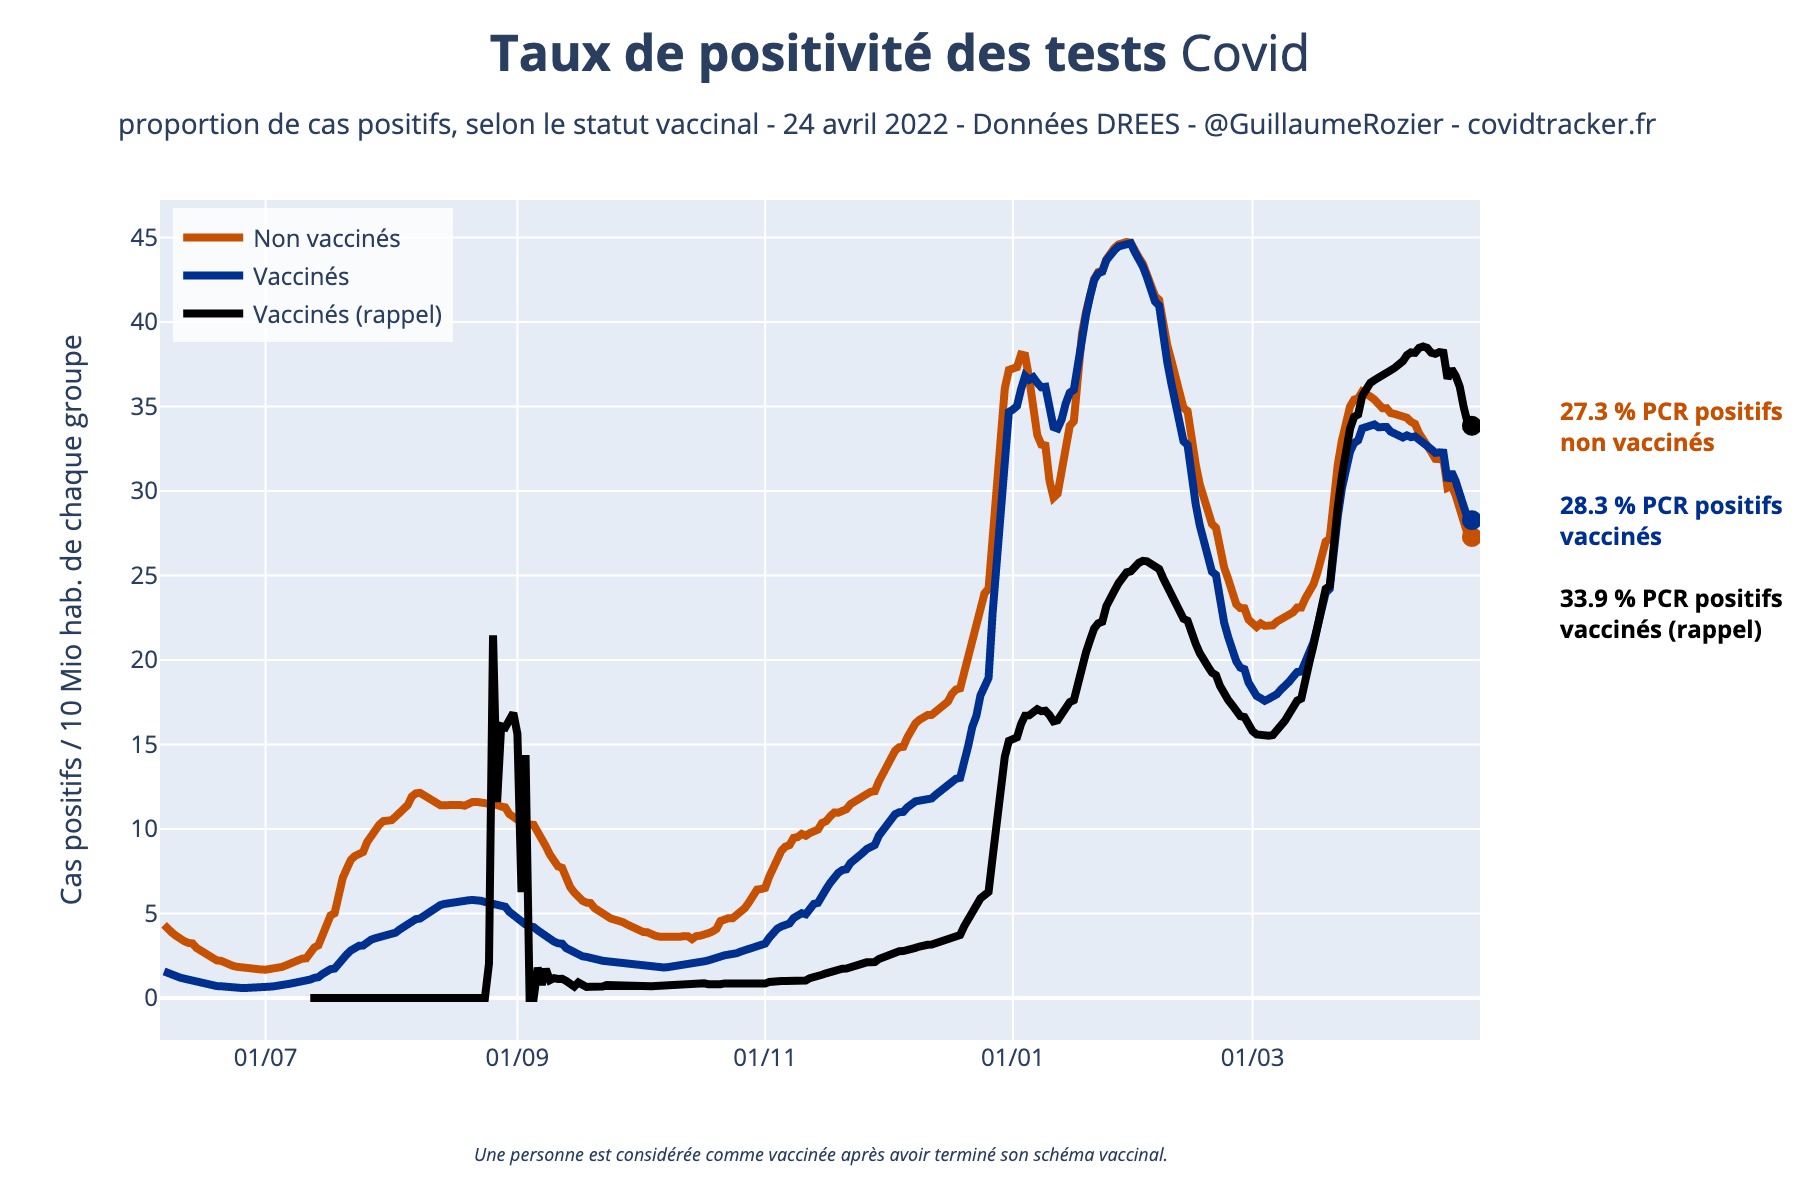 Taux de positivité des tests Covid
proportion de cas positifs, selon le statut vaccinal - 24 avril 2022 - Données DREES - @GuillaumeRozier - covidtracker.fr
Non vaccinés
Vaccinés
Vaccinés (rappel)
Cas positifs / 10 Mio hab. de chaque groupe
45
40
35
30
25
20
15
10
5
0
01/07
01/09
01/11
01/01
01/03
27.3 % PCR positifs
non vaccinés
28.3 % PCR positifs
vaccinés
33.9 % PCR positifs
vaccinés (rappel)
Une personne est considérée comme vaccinée après avoir terminé son schéma vaccinal.